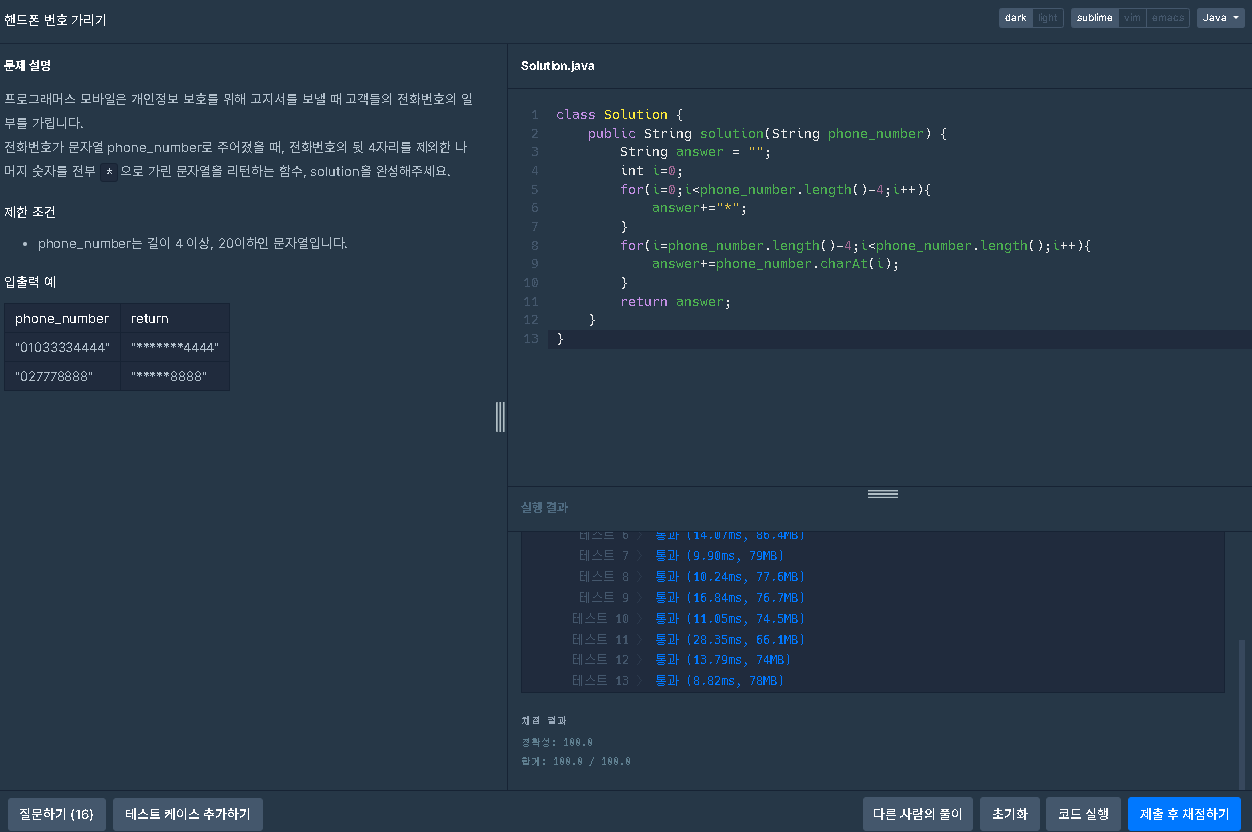 핸드폰 번호 가리기
dark light sublime vim emacs Java
문제 설명
프로그래머스 모바일은 개인정보 보호를 위해 고지서를 보낼 때 고객들의 전화번호의 일
부를 가립니다.
전화번호가 문자열 phone_number로 주어졌을 때, 전화번호의 뒷 4자리를 제외한 나
머지 숫자를 전부 * 으로 가린 문자열을 리턴하는 함수, solution을 완성해주세요.
제한 조건
• phone_number는 길이 4 이상, 20이하인 문자열입니다.
입출력 예
phone_number return
"01033334444" "*******4444"
"027778888" "*****8888"
Solution.java
1 class Solution {
2 public String solution(String phone_number) {
3 String answer = "";
4 int i=0;
5 for(i=0;i<phone_number.length()-4;i++){
6 answer+="*";
7 }
8 for(i=phone_number.length()-4;i<phone_number.length();i++){
9 answer+=phone_number.charAt(i);
10 }
11 return answer;
12 }
13 }
실행 결과
테스트 6 〉 통과 (14.07ms, 86.4MB)
테스트 7 〉 통과 (9.90ms, 79MB)
테스트 8 〉 통과 (10.24ms, 77.6MB)
테스트 9 〉 통과 (16.84ms, 76.7MB)
테스트 10 〉 통과 (11.05ms, 74.5MB)
테스트 11 〉 통과 (28.35ms, 66.1MB)
테스트 12 〉 통과 (13.79ms, 74MB)
테스트 13 〉 통과 (8.82ms, 78MB)
채점 결과
정확성: 100.0
합계: 100.0 / 100.0
질문하기 (16) 테스트 케이스 추가하기 다른 사람의 풀이 초기화 코드 실행 제출 후 채점하기